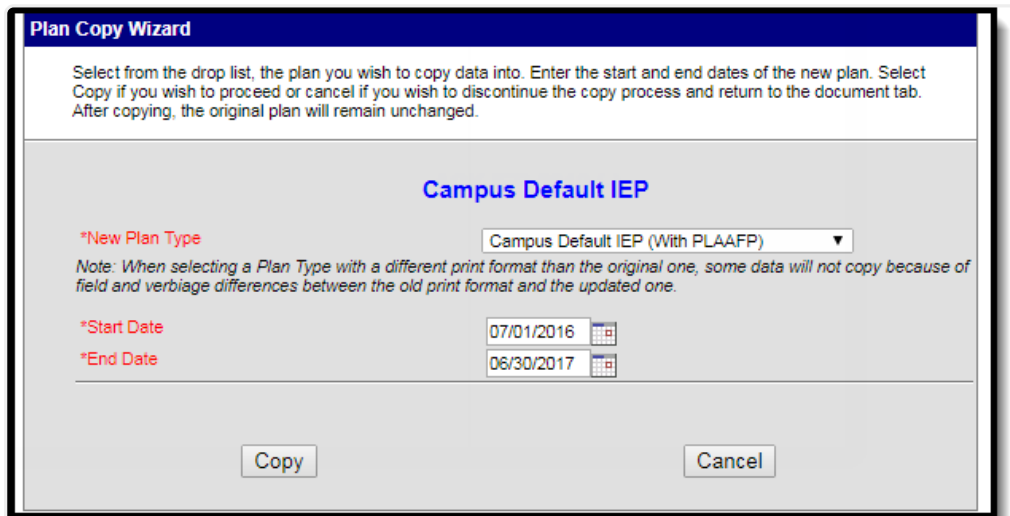 Plan Copy Wizard
Select from the drop list, the plan you wish to copy data into. Enter the start and end dates of the new plan. Select
Copy if you wish to proceed or cancel if you wish to discontinue the copy process and return to the document tab.
After copying, the original plan will remain unchanged.
Campus Default IEP
*New Plan Type Campus Default IEP (With PLAAFP)
Note: When selecting a Plan Type with a different print format than the original one, some data will not copy because of
field and verbiage differences between the old print format and the updated one.
*Start Date 07/01/2016
*End Date 06/30/2017
Copy Cancel